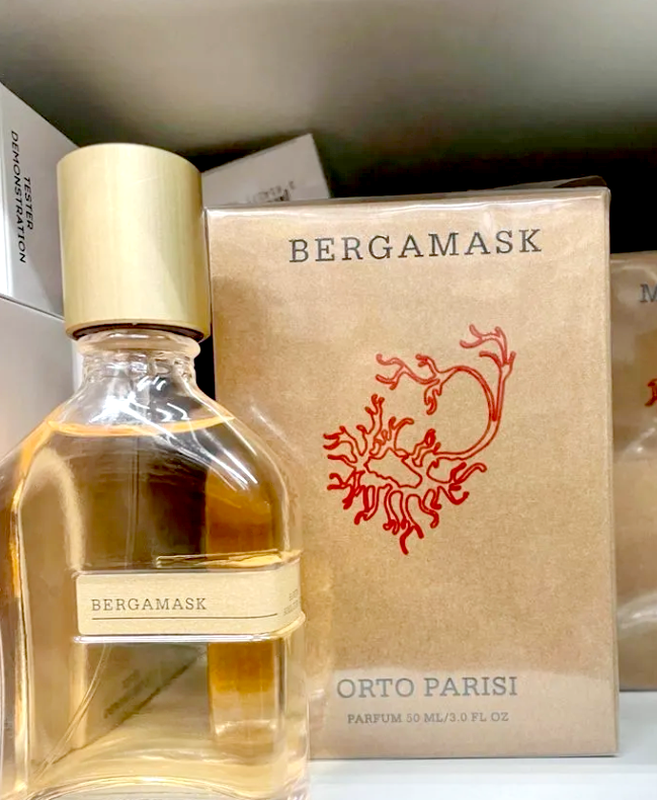 TESTER
DEMONSTRATION
BERGAMASK
BERGAMASK
ORTO PARISI
PARFUM 50 ML/3.0 FL OZ